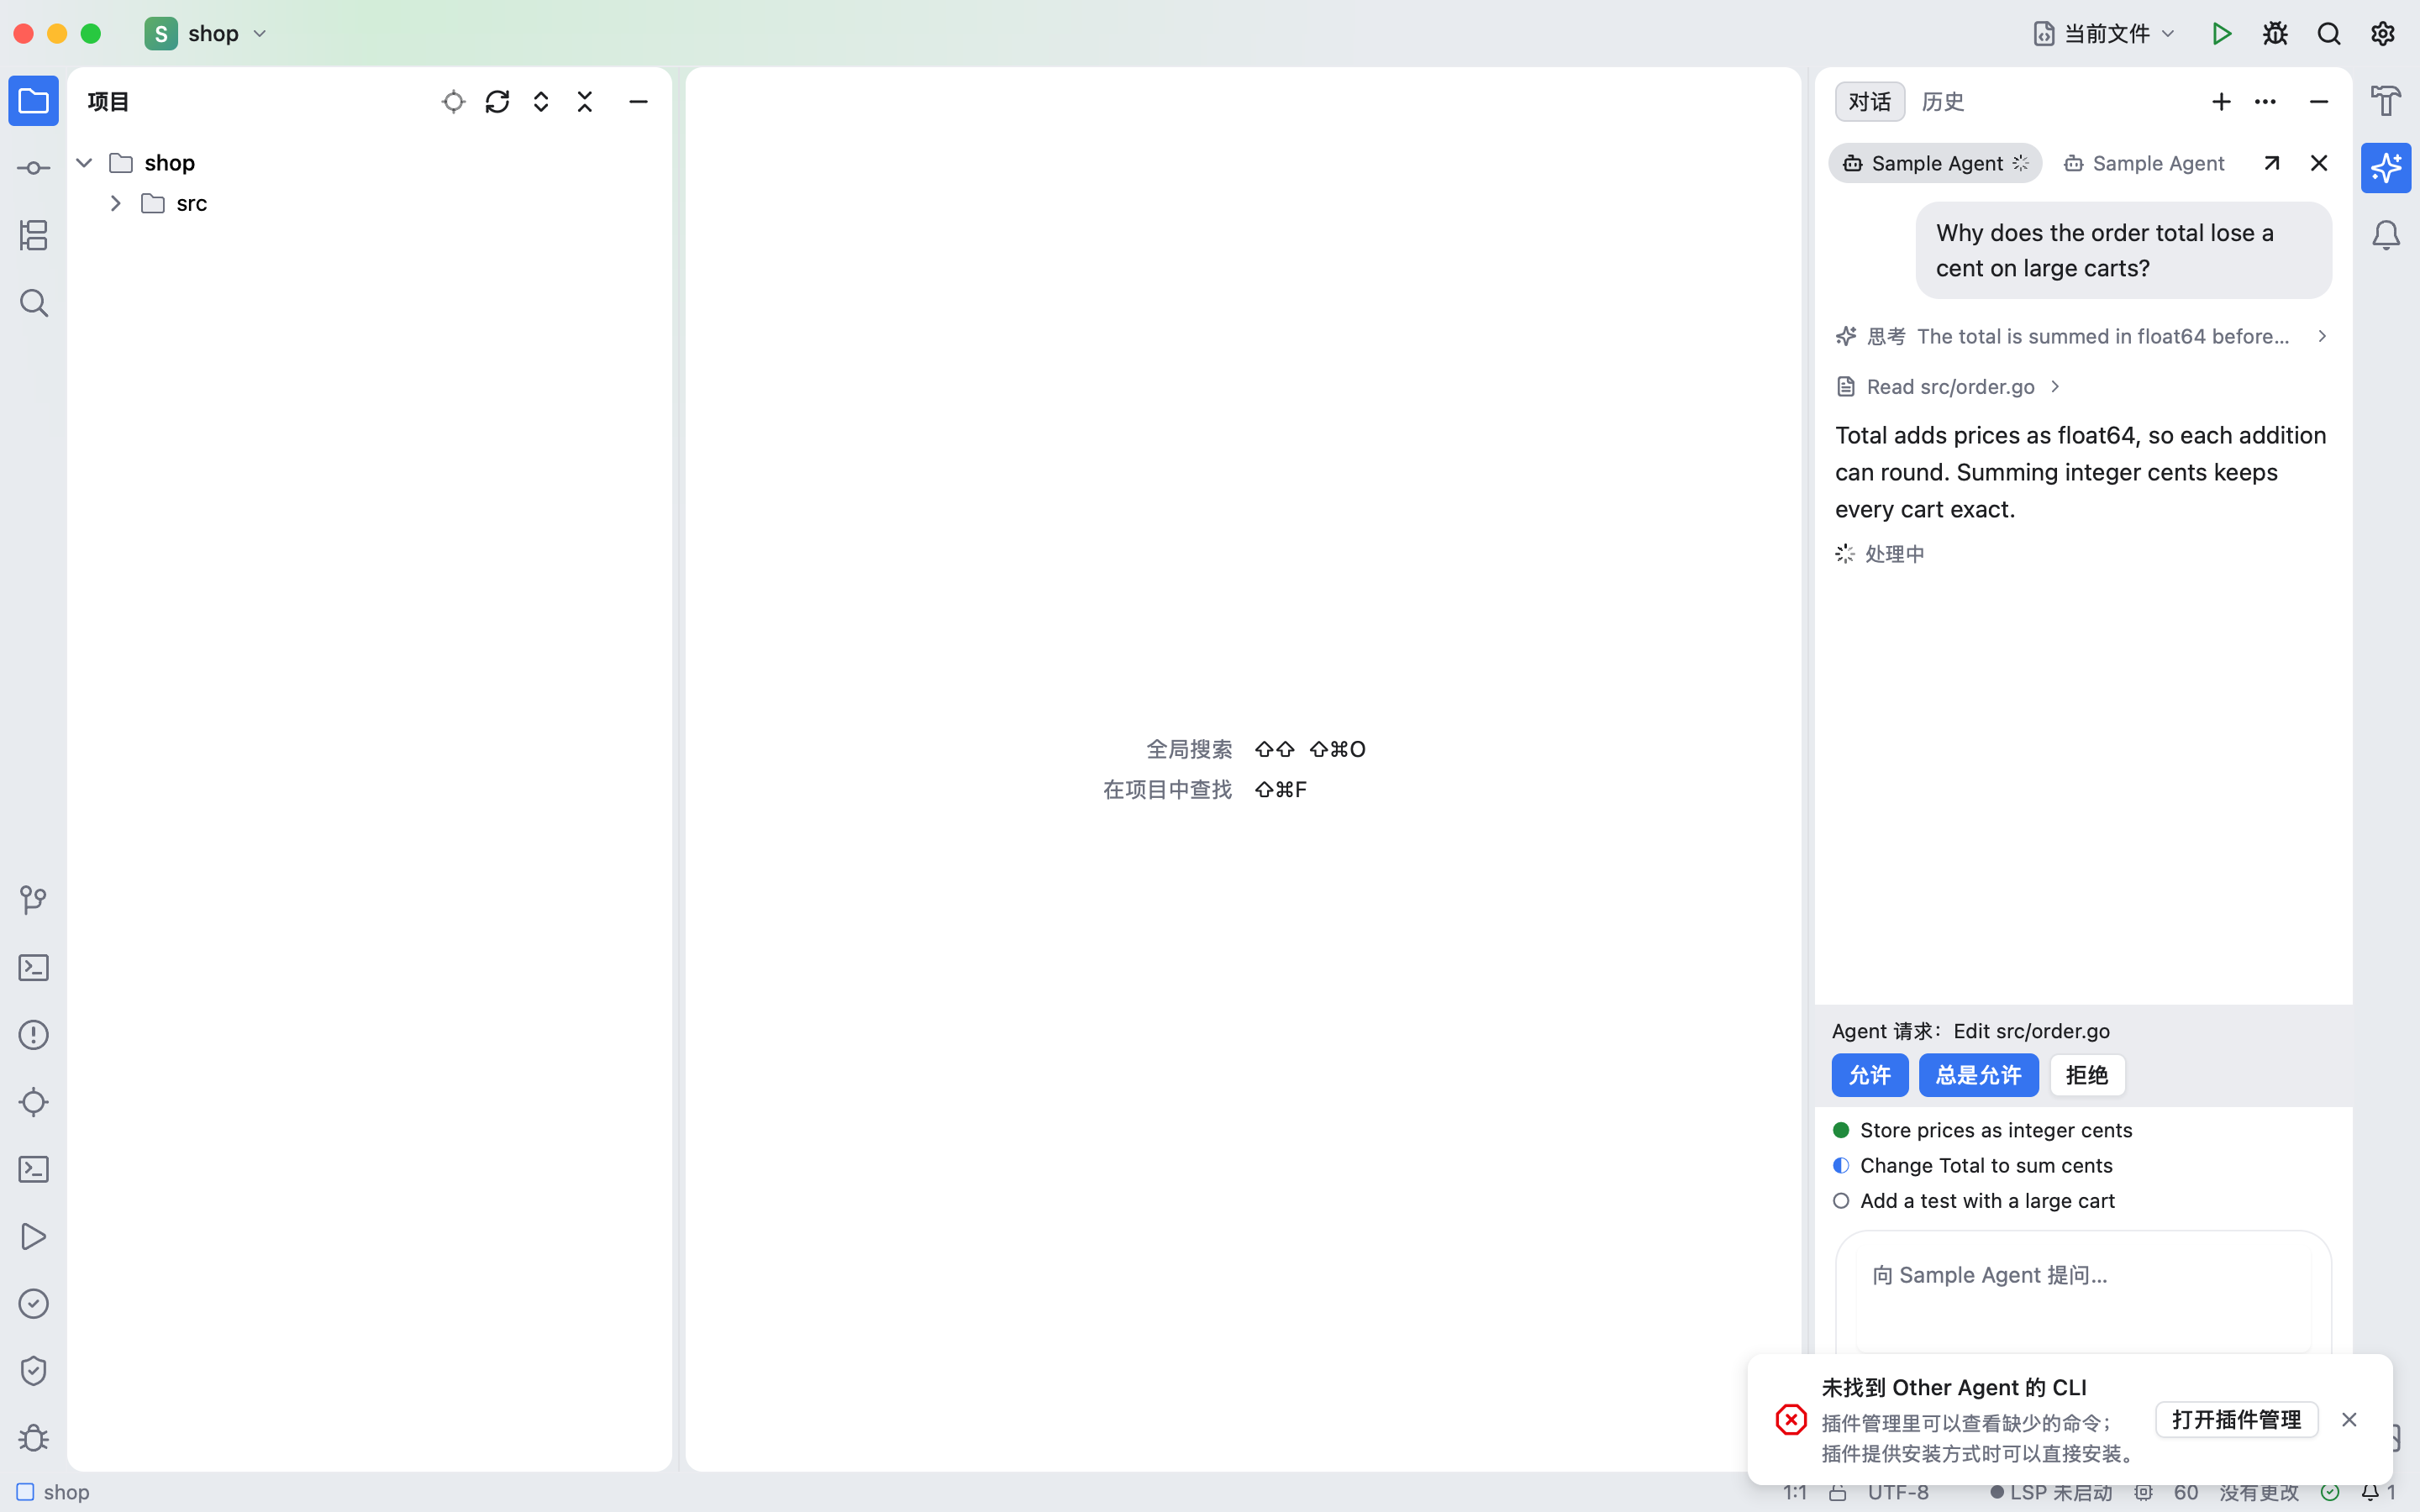 S shop
当前文件
项目
shop
src
全局搜索 ⇧⇧ ⇧⌘O
在项目中查找 ⇧⌘F
对话 历史
Sample Agent Sample Agent
Why does the order total lose a
cent on large carts?
思考 The total is summed in float64 before...
Read src/order.go
Total adds prices as float64, so each addition
can round. Summing integer cents keeps
every cart exact.
处理中
Agent 请求：Edit src/order.go
允许 总是允许 拒绝
Store prices as integer cents
Change Total to sum cents
Add a test with a large cart
向 Sample Agent 提问...
未找到 Other Agent 的 CLI
插件管理里可以查看缺少的命令；
插件提供安装方式时可以直接安装。
打开插件管理
shop
1:1 UTF-8 LSP 未启动 60 没有更改 1